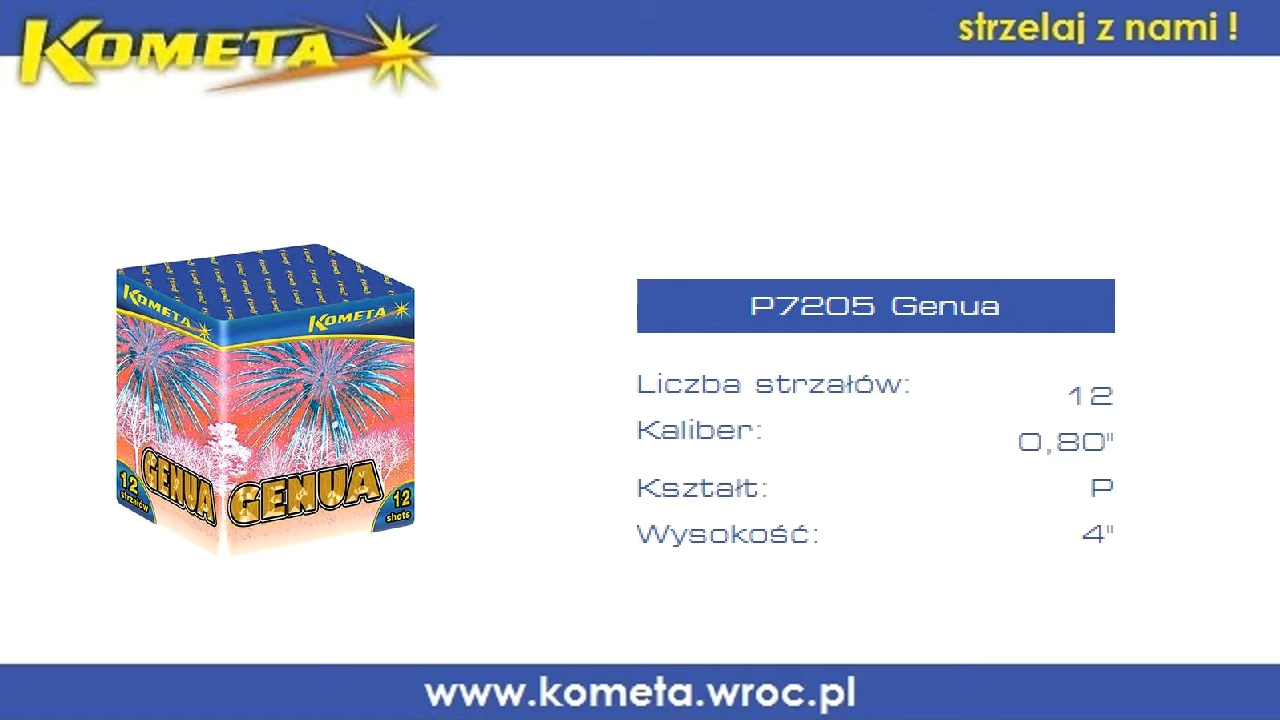 KOMETA
strzelaj z nami !
KOMETA
KOMETA
GENUA
GENUA
12
strzałów
12
shots
P7205 Genua
Liczba strzałów: 12
Kaliber: 0,80"
Kształt: P
Wysokość: 4"
www.kometa.wroc.pl